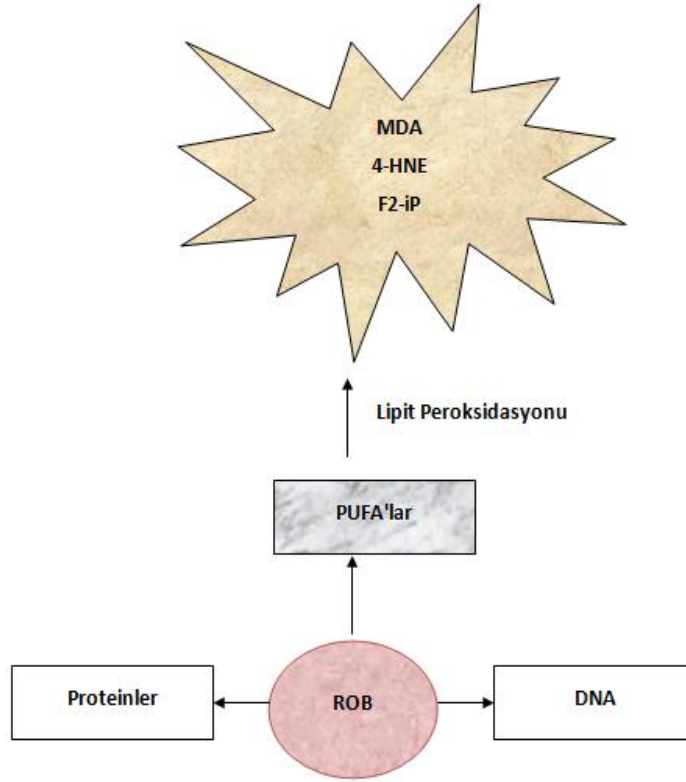 MDA
4-HNE
F2-iP
Lipit Peroksidasyonu
PUFA'lar
Proteinler
ROB
DNA